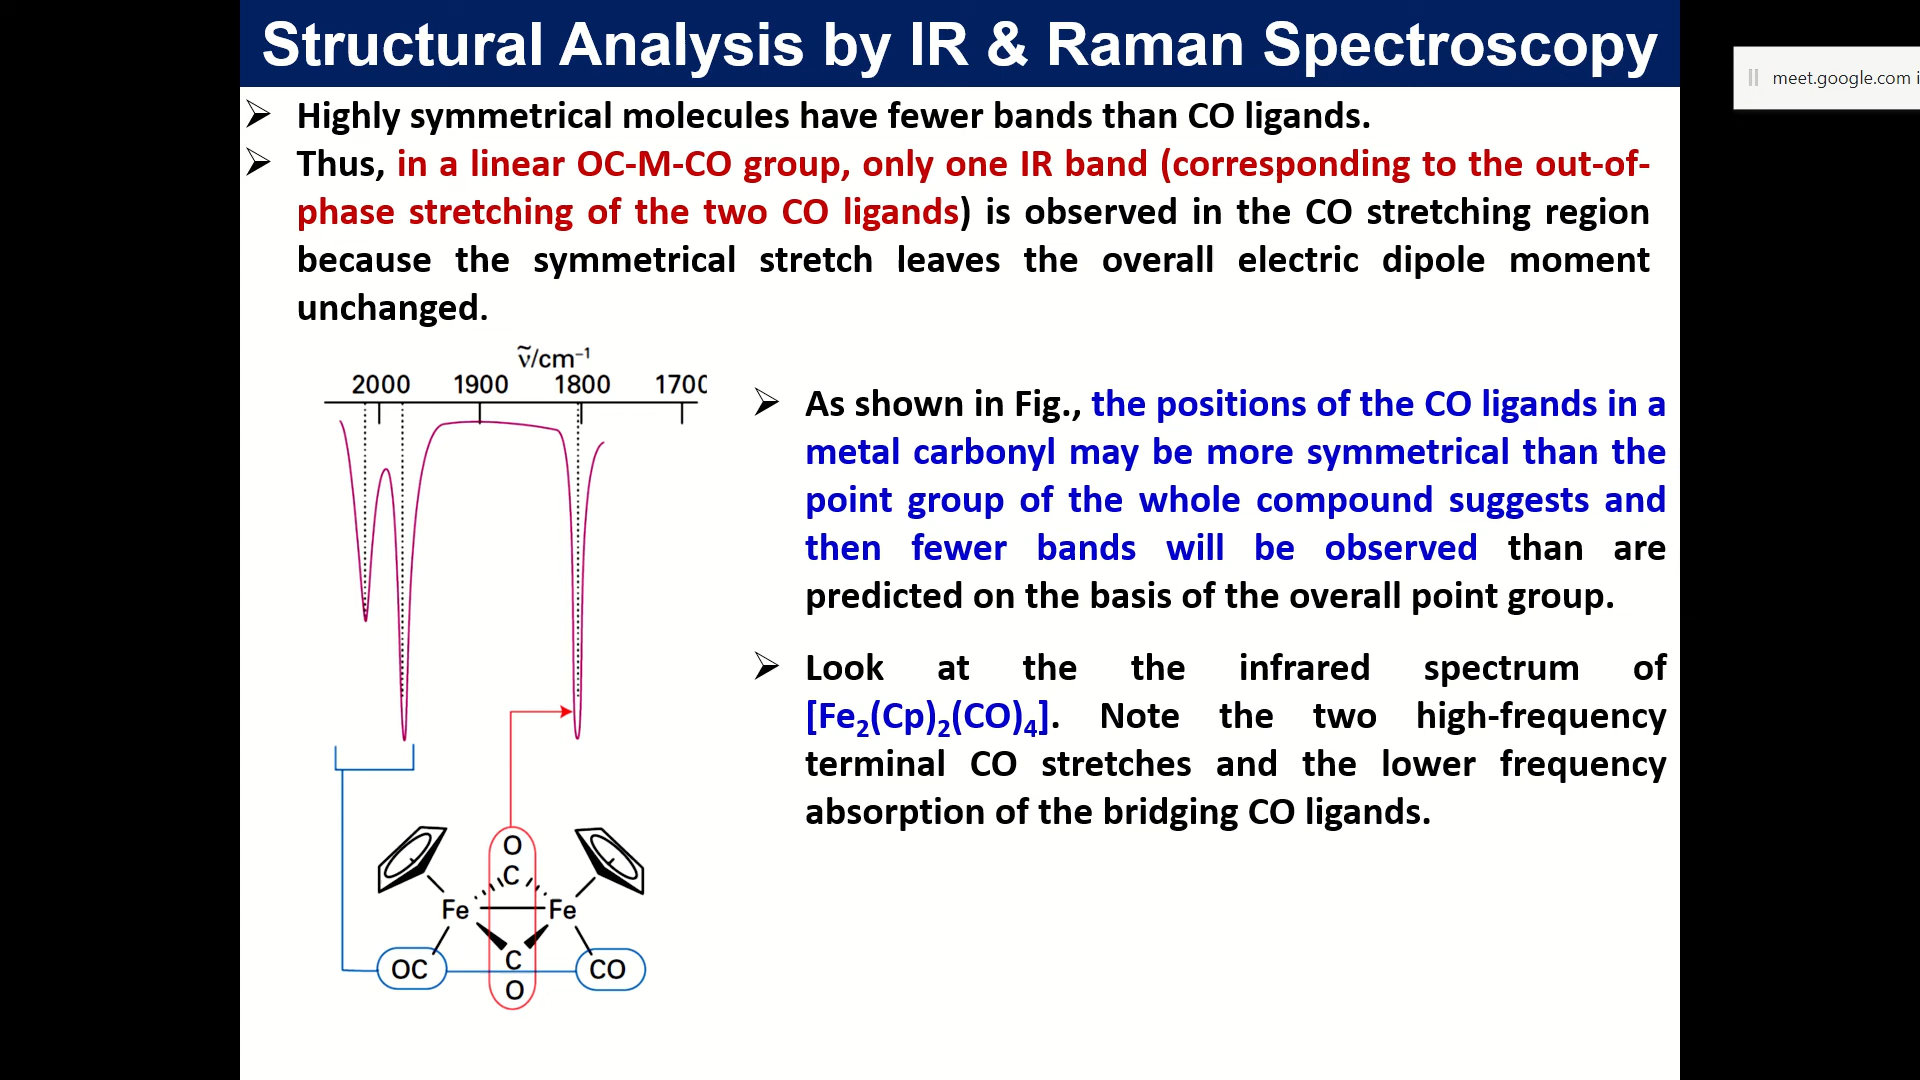 Structural Analysis by IR & Raman Spectroscopy
meet.google.com i
➢ Highly symmetrical molecules have fewer bands than CO ligands.
➢ Thus, in a linear OC-M-CO group, only one IR band (corresponding to the out-of-
phase stretching of the two CO ligands) is observed in the CO stretching region
because the symmetrical stretch leaves the overall electric dipole moment
unchanged.
ṽ/cm⁻¹
2000 1900 1800 1700
➢ As shown in Fig., the positions of the CO ligands in a
metal carbonyl may be more symmetrical than the
point group of the whole compound suggests and
then fewer bands will be observed than are
predicted on the basis of the overall point group.
➢ Look at the the infrared spectrum of
[Fe₂(Cp)₂(CO)₄]. Note the two high-frequency
terminal CO stretches and the lower frequency
absorption of the bridging CO ligands.
O
C
Fe Fe
C
OC CO
O